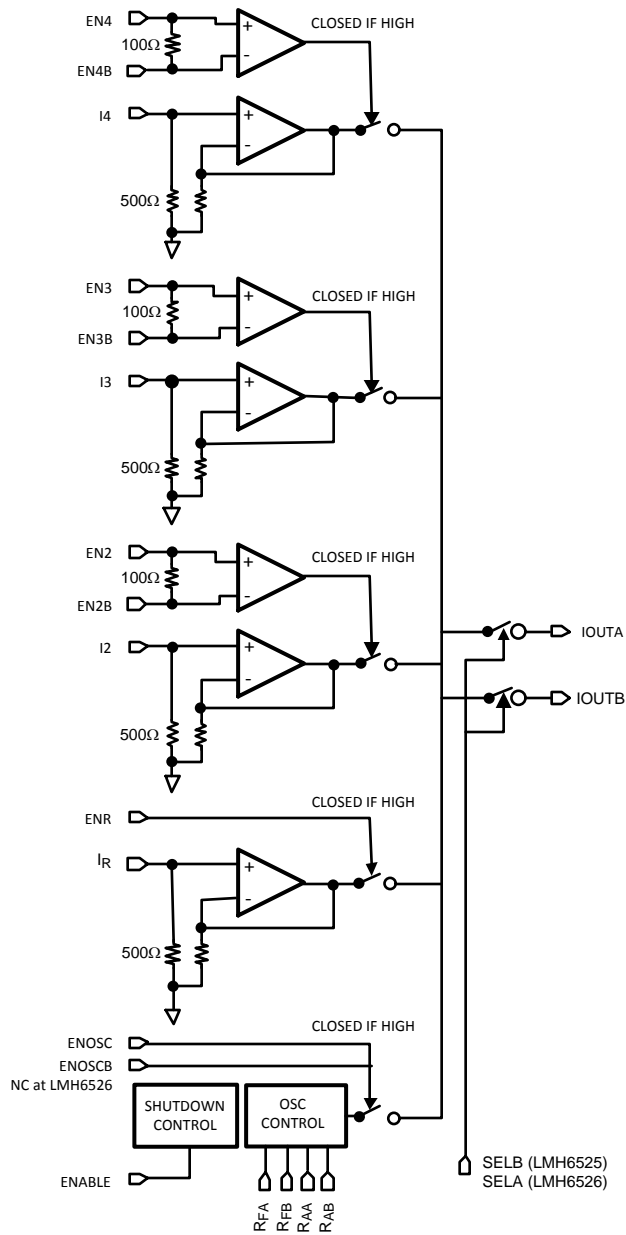 EN4
CLOSED IF HIGH
100Ω
+
-
EN4B
I4
+
-
500Ω
EN3
CLOSED IF HIGH
100Ω
+
-
EN3B
I3
+
-
500Ω
EN2
CLOSED IF HIGH
100Ω
+
-
EN2B
I2
+
-
500Ω
IOUTA
IOUTB
ENR
CLOSED IF HIGH
IR
+
-
500Ω
ENOSC
CLOSED IF HIGH
ENOSCB
NC at LMH6526
SHUTDOWN
CONTROL
OSC
CONTROL
ENABLE
RFA
RFB
RAA
RAB
SELB (LMH6525)
SELA (LMH6526)